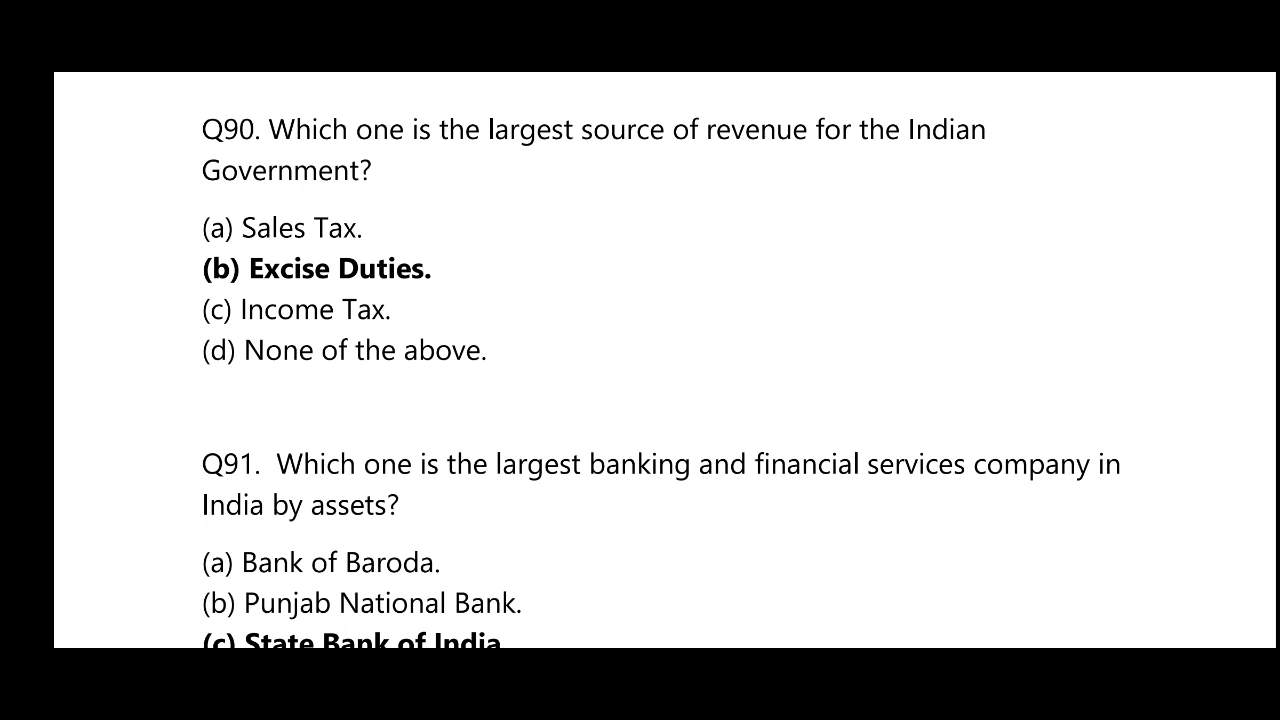 Q90. Which one is the largest source of revenue for the Indian
Government?
(a) Sales Tax.
(b) Excise Duties.
(c) Income Tax.
(d) None of the above.
Q91.  Which one is the largest banking and financial services company in
India by assets?
(a) Bank of Baroda.
(b) Punjab National Bank.
(c) State Bank of India